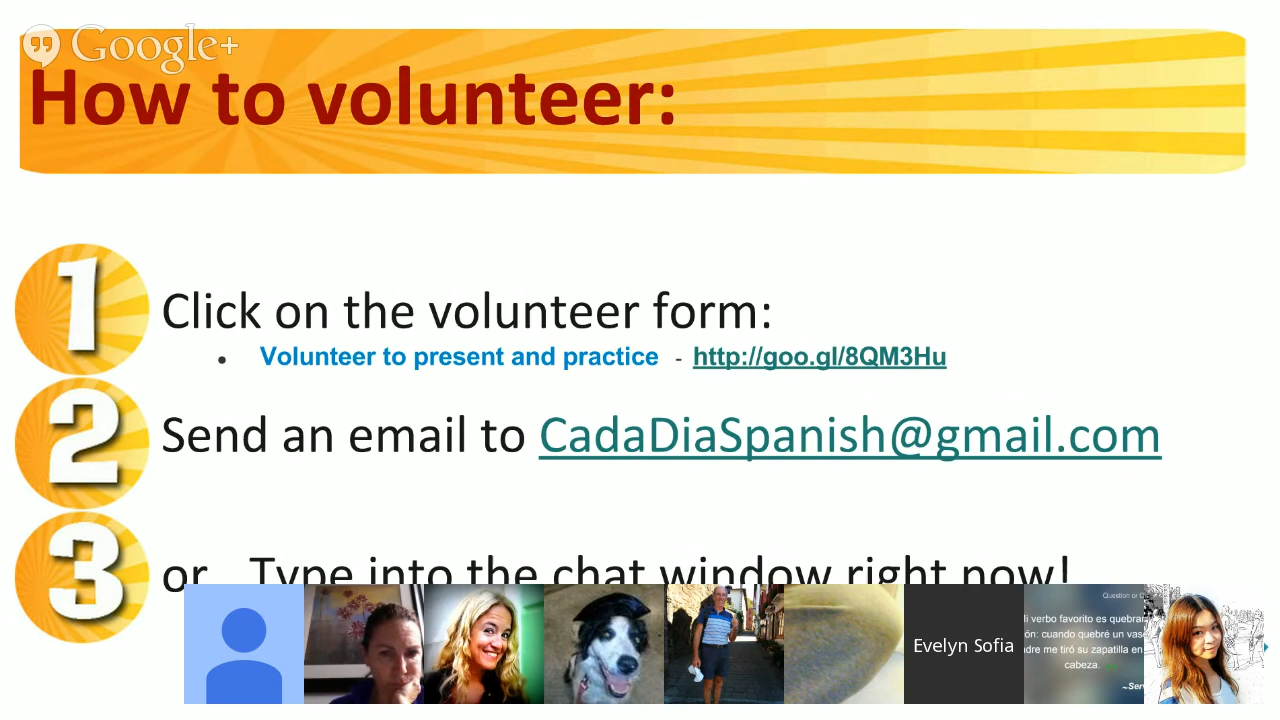 Google+
How to volunteer:
1
Click on the volunteer form:
• Volunteer to present and practice - http://goo.gl/8QM3Hu
2
Send an email to CadaDiaSpanish@gmail.com
3
or Type into the chat window right now!
Evelyn Sofia
Question or
verbo favorito es quebrar
cuando quebré un
me tiró su zapatilla en
cabeza.